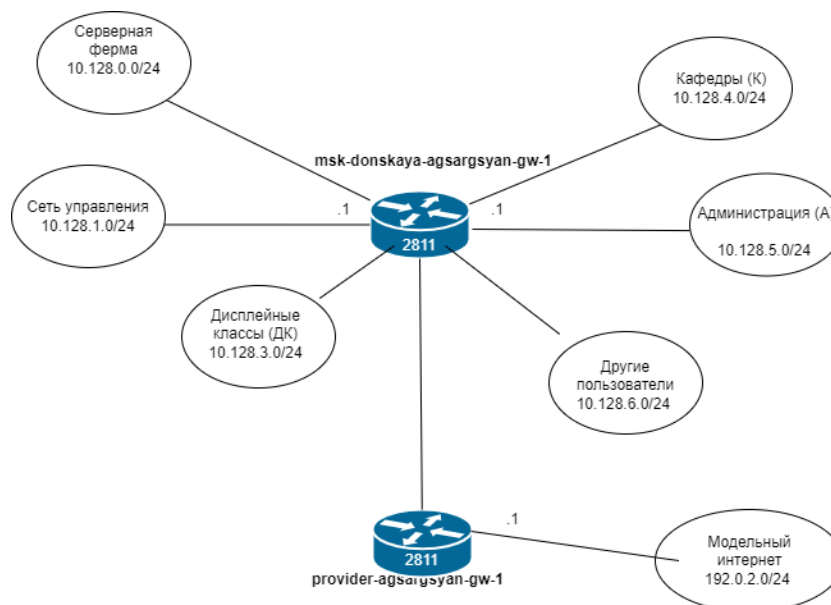 Серверная
ферма
10.128.0.0/24
Кафедры (К)
10.128.4.0/24
msk-donskaya-agsargsyan-gw-1
Сеть управления
10.128.1.0/24
.1
.1
2811
Администрация (А)
10.128.5.0/24
Дисплейные
классы (ДК)
10.128.3.0/24
Другие
пользователи
10.128.6.0/24
.1
2811
provider-agsargsyan-gw-1
Модельный
интернет
192.0.2.0/24